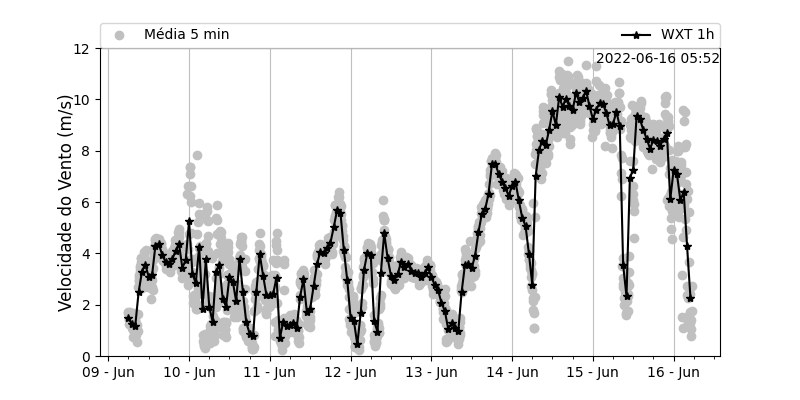 Média 5 min
WXT 1h
2022-06-16 05:52
Velocidade do Vento (m/s)
12
10
8
6
4
2
0
09 - Jun
10 - Jun
11 - Jun
12 - Jun
13 - Jun
14 - Jun
15 - Jun
16 - Jun